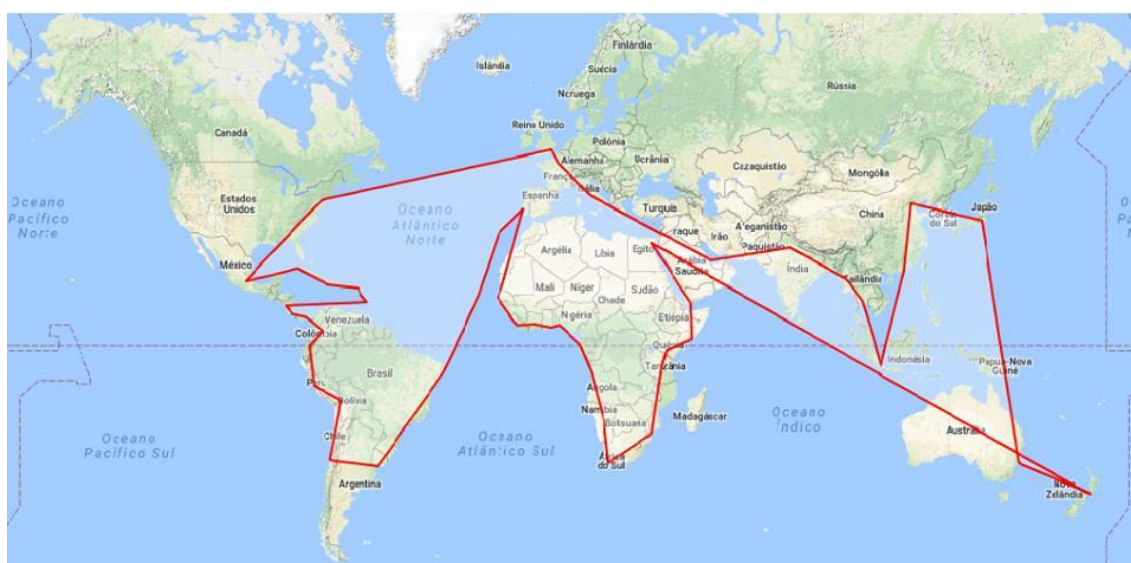 Finlândia
Islândia
Suécia
Rússia
Noruega
Canadá
Reino Unido
Polônia
Alemanha
Ucrânia
Cazaquistão
Mongólia
França
Itália
Estados
Unidos
Espanha
Oceano
Pacífico
Norte
Oceano
Atlântico
Norte
Turquia
China
Coreia
do Sul
Japão
Iraque
Irã
Afeganistão
Paquistão
Argélia
Líbia
Egito
Arábia
Saudita
México
Índia
Tailândia
Mali
Níger
Chade
Sudão
Venezuela
Nigéria
Etiópia
Colômbia
Quênia
Indonésia
Papua-Nova
Guiné
Tanzânia
Peru
Brasil
Angola
Bolívia
Namíbia
Botsuana
Madagáscar
Oceano
Índico
Chile
Austrália
Oceano
Pacífico Sul
Oceano
Atlântico Sul
África
do Sul
Argentina
Nova
Zelândia